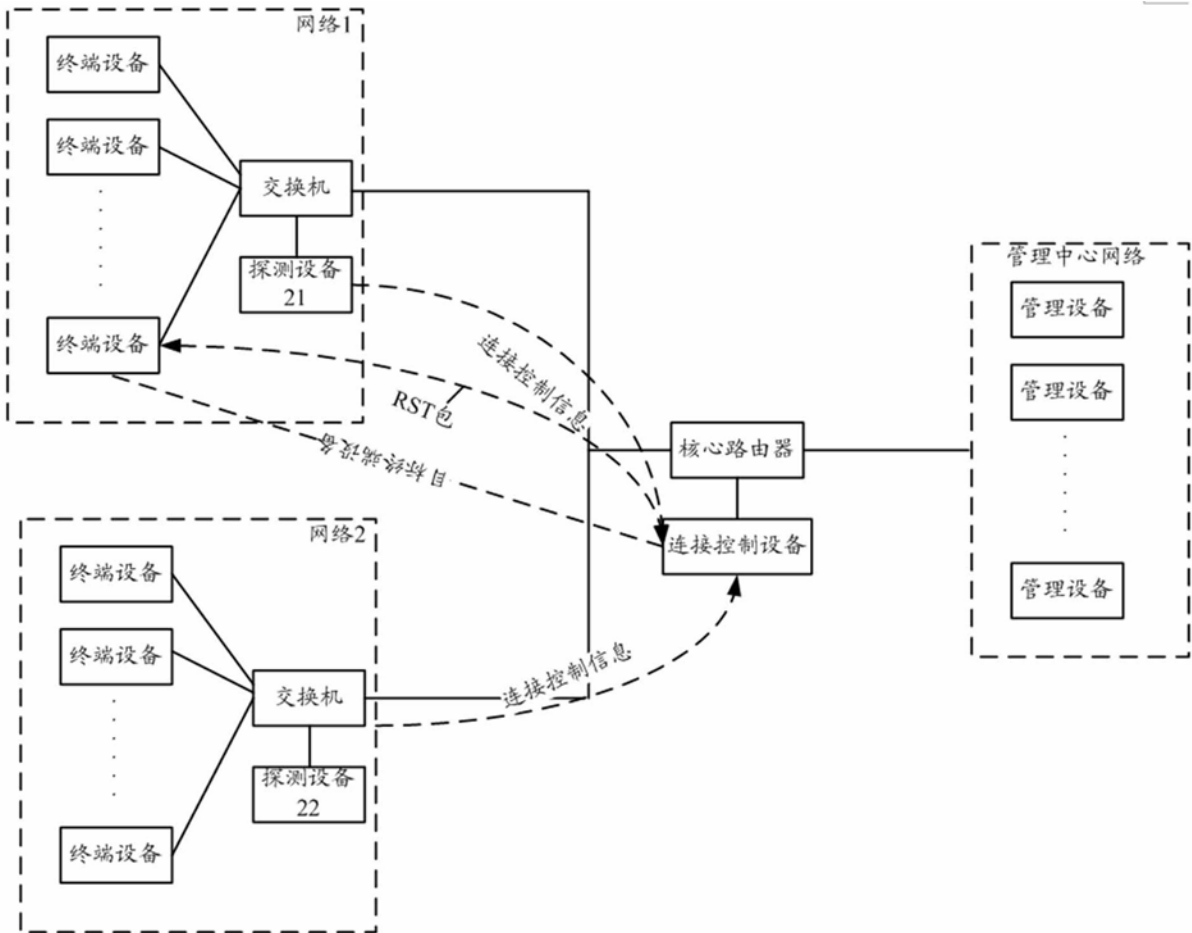 网络1
终端设备
终端设备
交换机
探测设备
21
终端设备
连接控制信息
RST包
目标终端设备
管理中心网络
管理设备
管理设备
管理设备
核心路由器
连接控制设备
网络2
终端设备
终端设备
交换机
连接控制信息
探测设备
22
终端设备